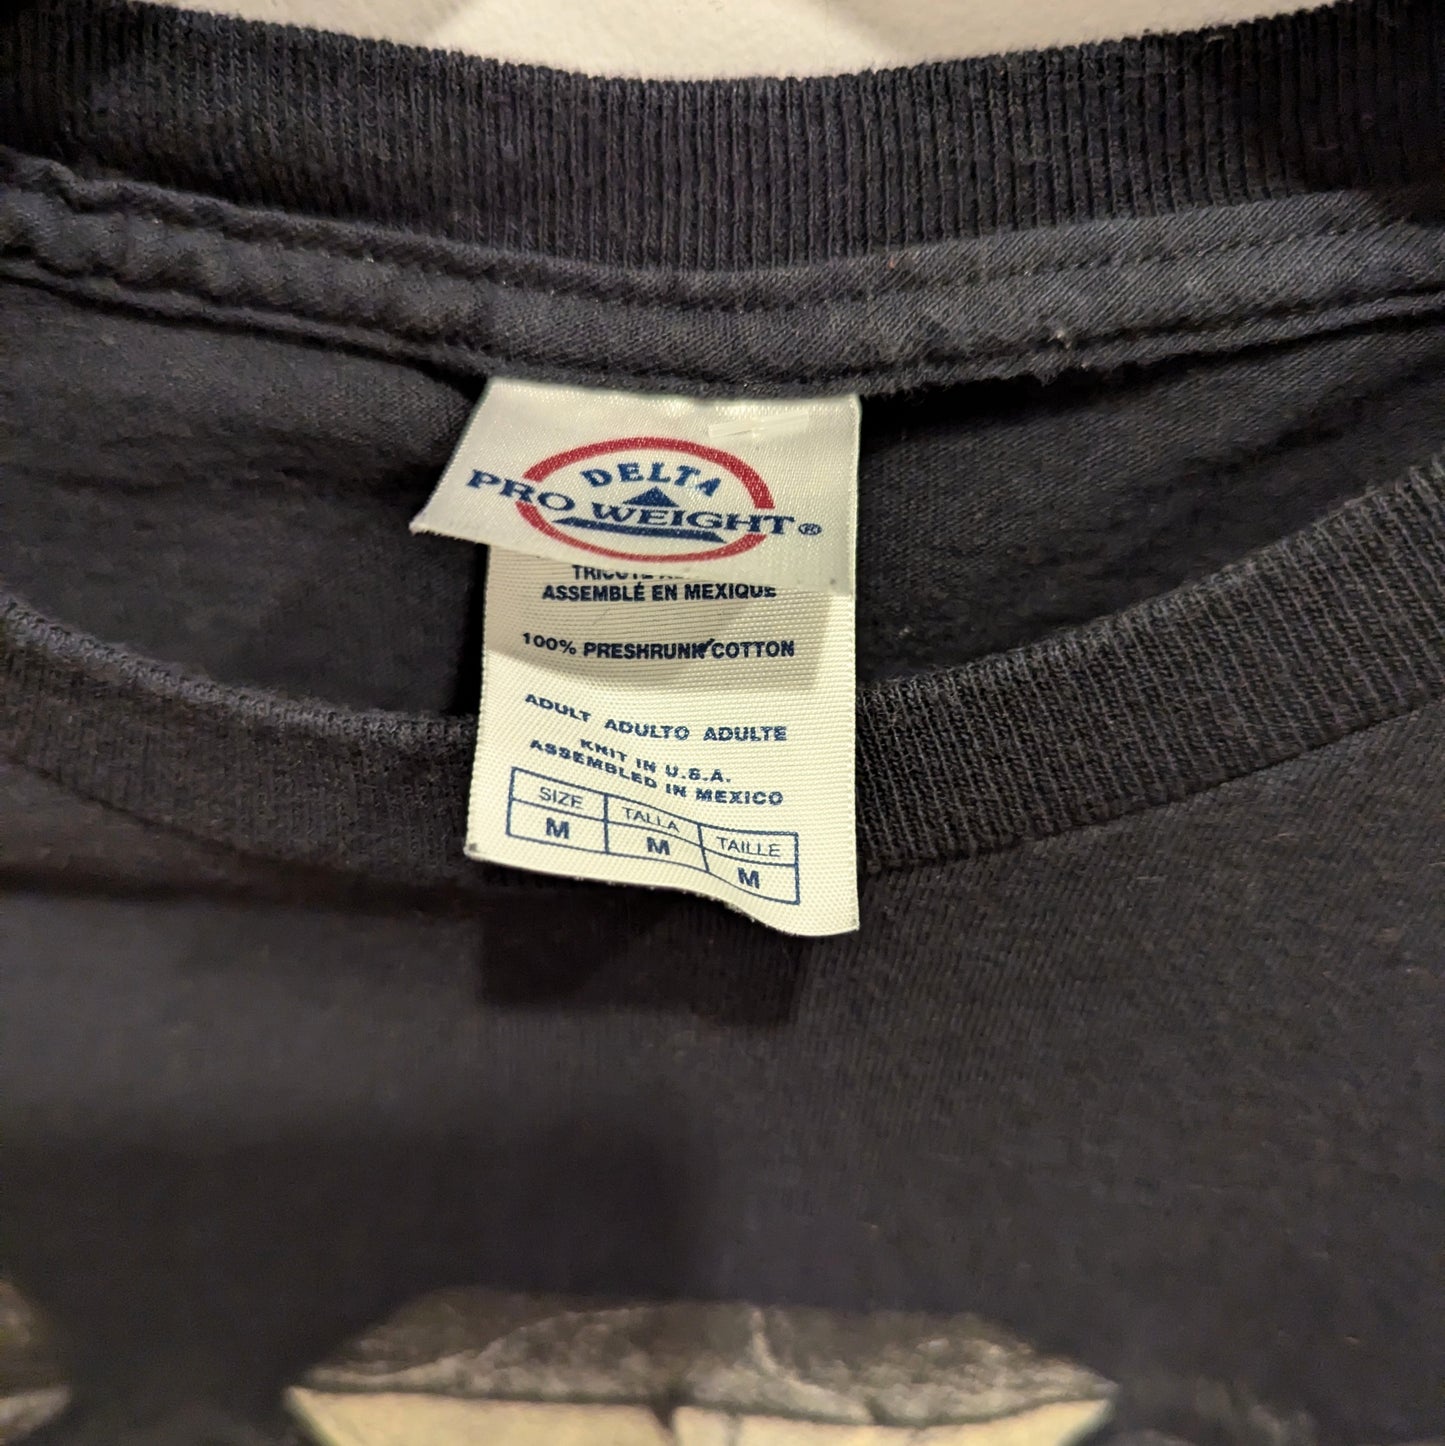 DELTA
PRO WEIGHT®
ASSEMBLÉ EN MEXIQUE
100% PRESHRUNK COTTON
ADULT ADULTO ADULTE
KNIT IN U.S.A.
ASSEMBLED IN MEXICO
SIZE TALLA TAILLE
M M M